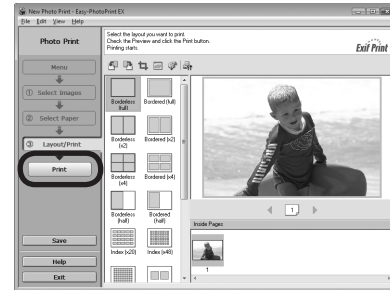 New Photo Print - Easy-PhotoPrint EX
File Edit View Help
Photo Print
Select the layout you want to print.
Check the Preview and click the Print button.
Printing starts.
Exif Print
Menu
① Select Images
② Select Paper
③ Layout/Print
Print
Save
Help
Exit
Borderless (full)
Bordered (full)
Borderless (x2)
Bordered (x2)
Borderless (x4)
Bordered (x4)
Borderless (half)
Bordered (half)
Index (x20)
Index (x48)
1
Inside Pages
1